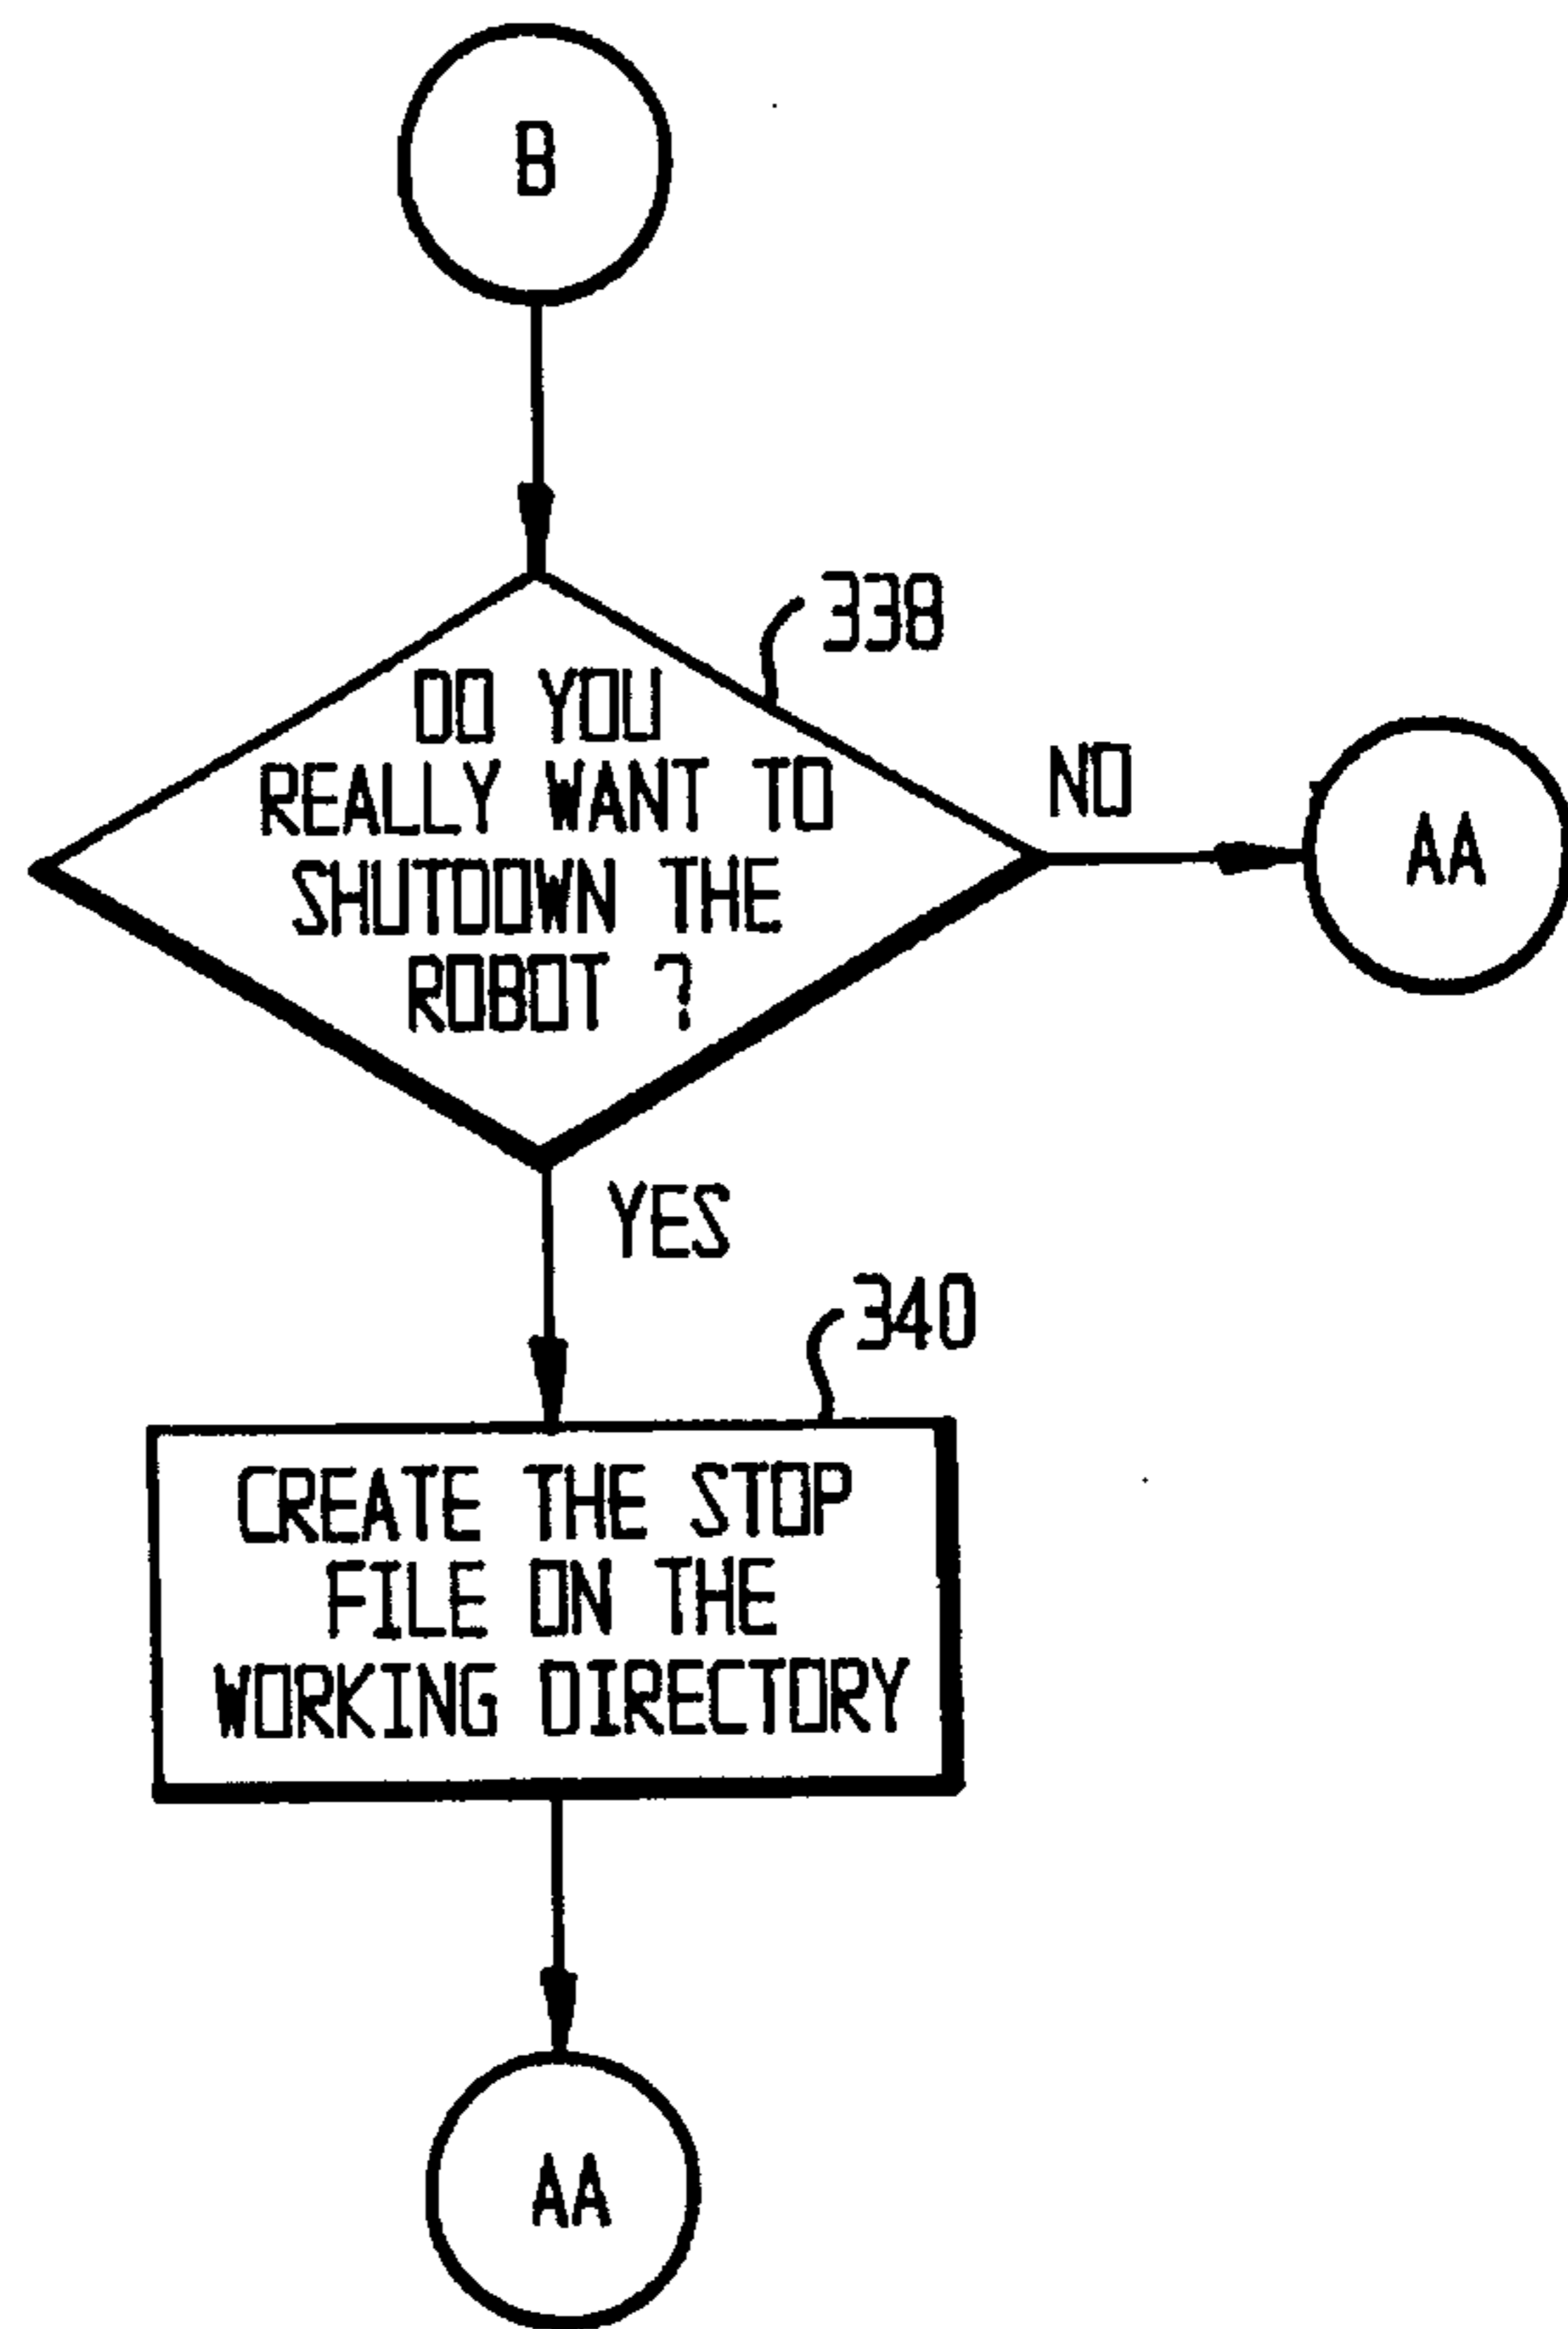 B
338
DO YOU
REALLY WANT TO
SHUTDOWN THE
ROBOT ?
NO
AA
YES
340
CREATE THE STOP
FILE ON THE
WORKING DIRECTORY
AA